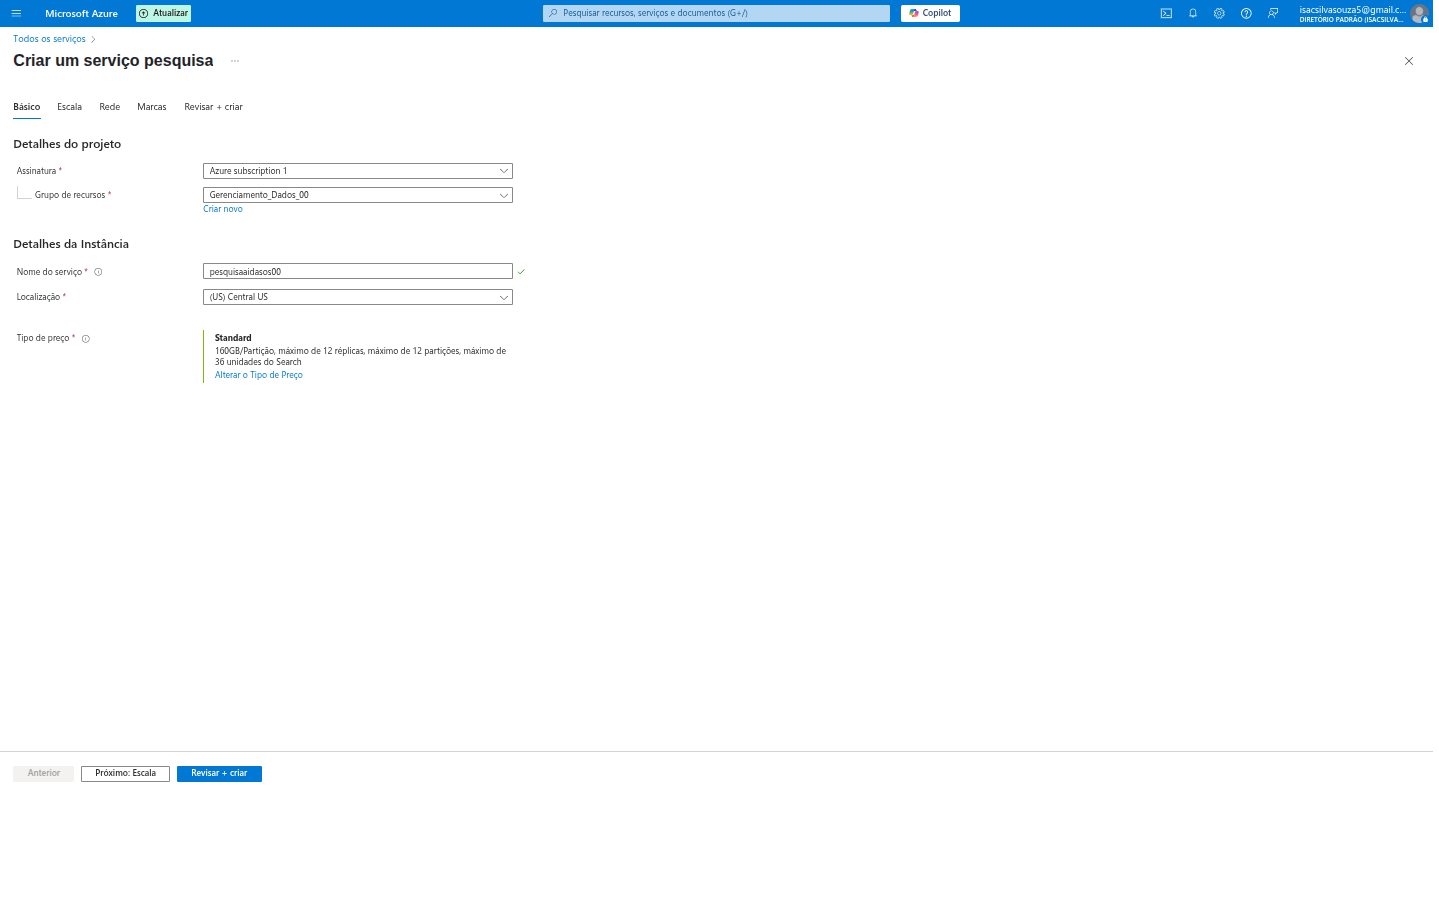 Microsoft Azure
Atualizar
Pesquisar recursos, serviços e documentos (G+/)
Copilot
isacsilvasouza5@gmail.c...
DIRETÓRIO PADRÃO (ISACSILVA...
Todos os serviços
Criar um serviço pesquisa
Básico
Escala
Rede
Marcas
Revisar + criar
Detalhes do projeto
Assinatura *
Azure subscription 1
Grupo de recursos *
Gerenciamento_Dados_00
Criar novo
Detalhes da Instância
Nome do serviço *
pesquisaaidasos00
Localização *
(US) Central US
Tipo de preço *
Standard
160GB/Partição, máximo de 12 réplicas, máximo de 12 partições, máximo de
36 unidades do Search
Alterar o Tipo de Preço
Anterior
Próximo: Escala
Revisar + criar